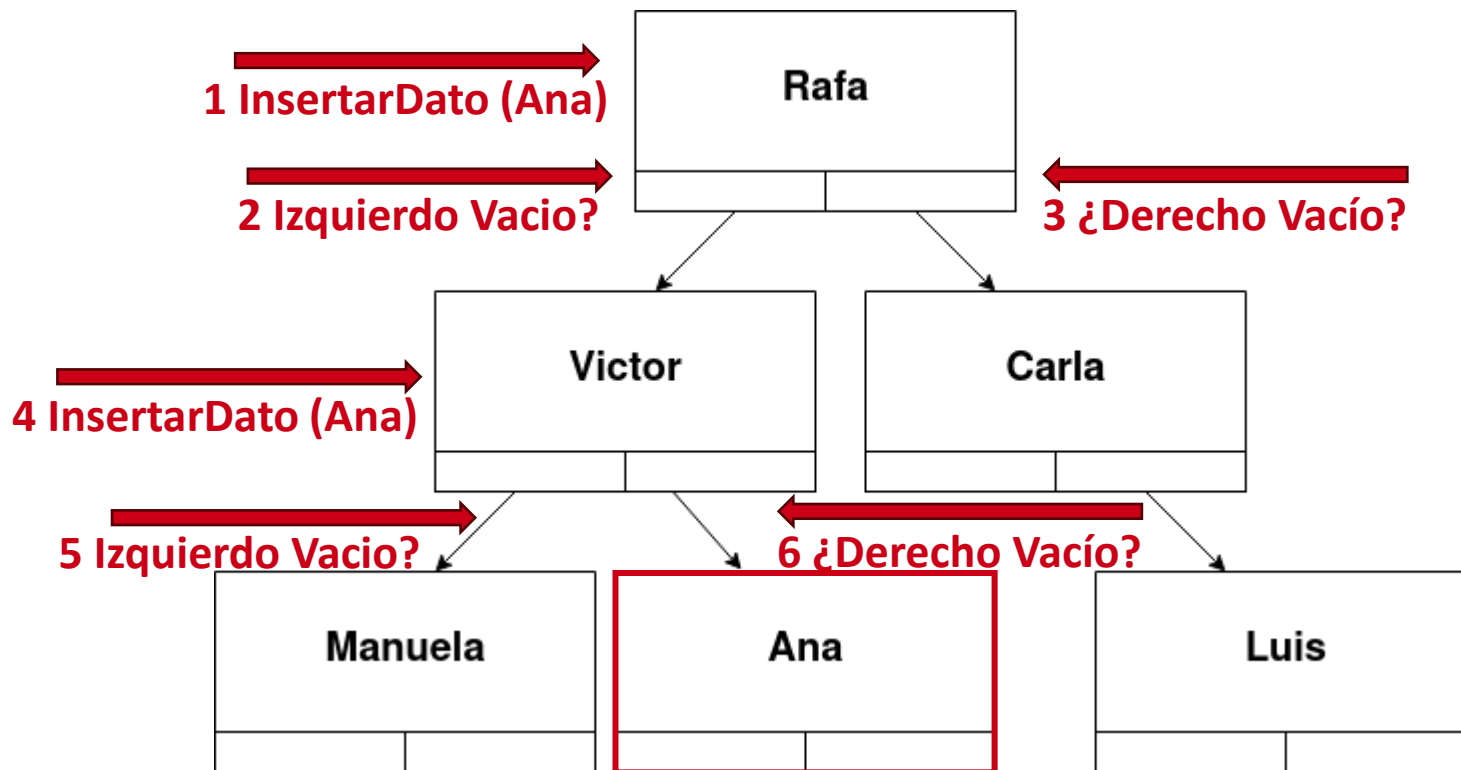 Rafa
1 InsertarDato (Ana)
2 Izquierdo Vacio?
3 ¿Derecho Vacío?
Victor
Carla
4 InsertarDato (Ana)
5 Izquierdo Vacio?
6 ¿Derecho Vacío?
Manuela
Ana
Luis